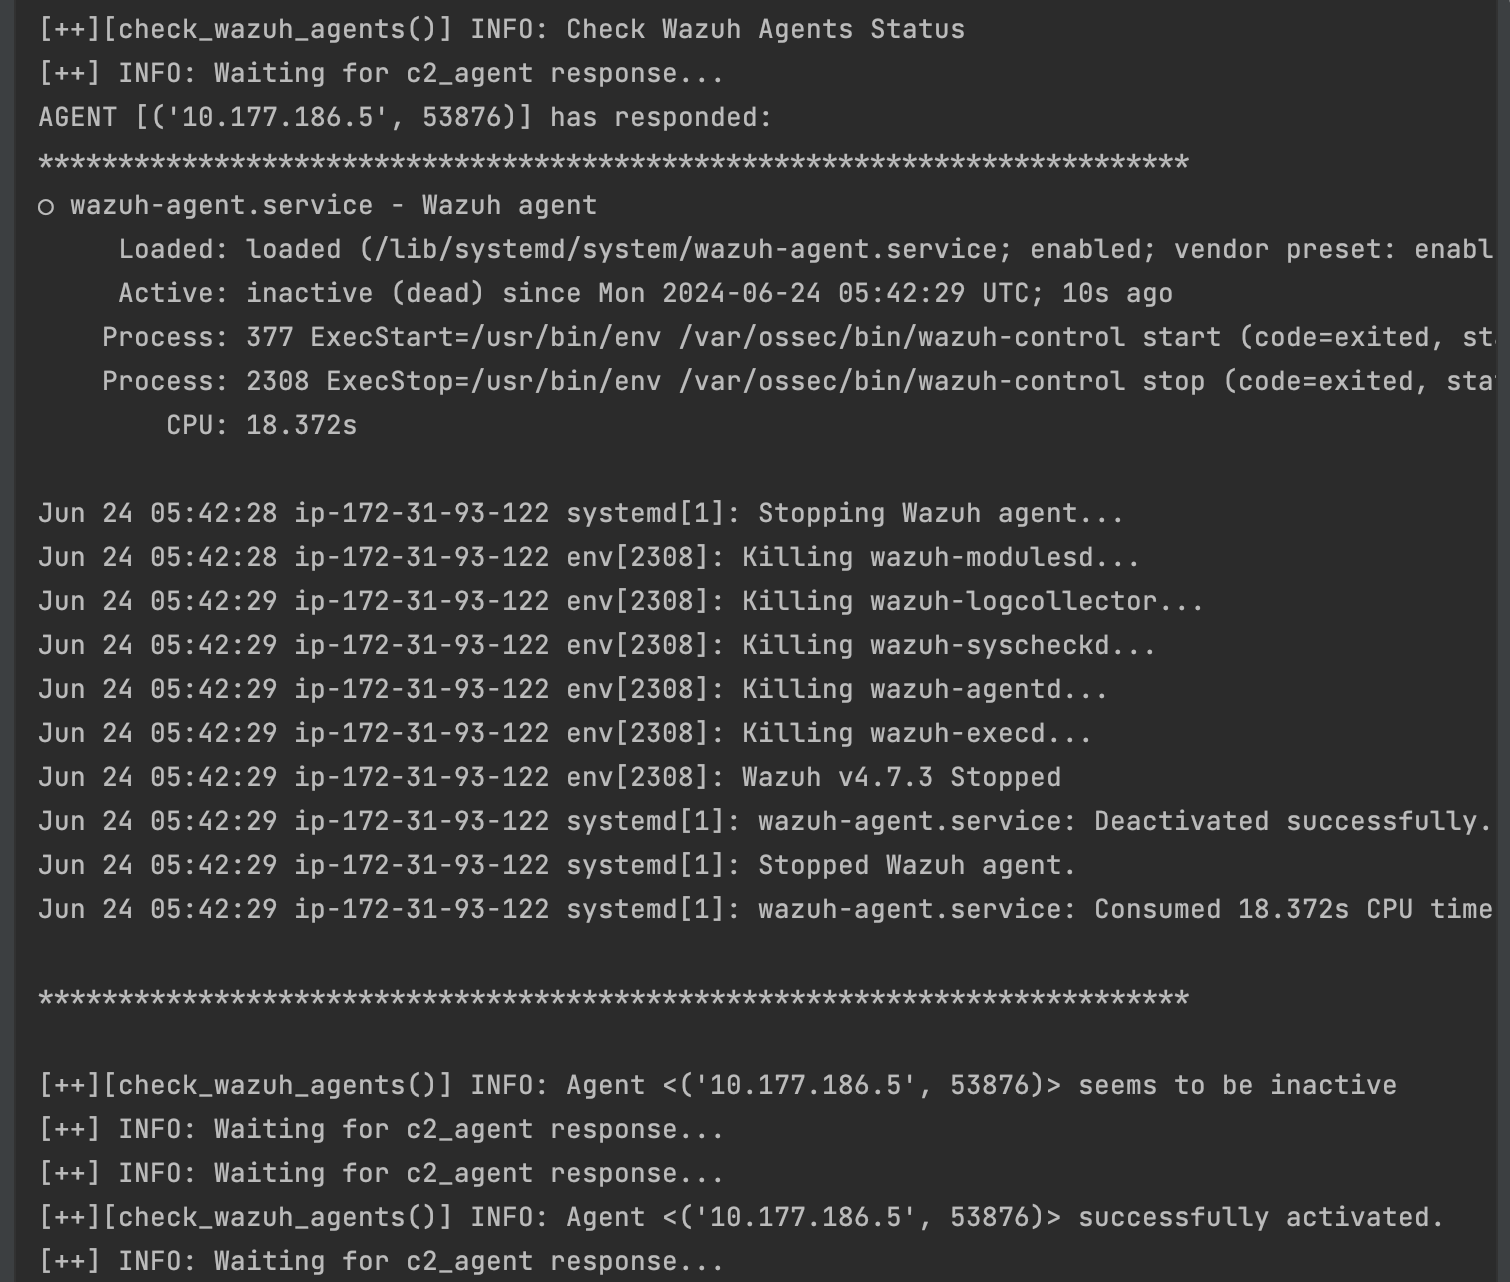 [++][check_wazuh_agents()] INFO: Check Wazuh Agents Status
[++] INFO: Waiting for c2_agent response...
AGENT [('10.177.186.5', 53876)] has responded:
************************************************************************
○ wazuh-agent.service - Wazuh agent
     Loaded: loaded (/lib/systemd/system/wazuh-agent.service; enabled; vendor preset: enabl
     Active: inactive (dead) since Mon 2024-06-24 05:42:29 UTC; 10s ago
    Process: 377 ExecStart=/usr/bin/env /var/ossec/bin/wazuh-control start (code=exited, sta
    Process: 2308 ExecStop=/usr/bin/env /var/ossec/bin/wazuh-control stop (code=exited, stat
        CPU: 18.372s

Jun 24 05:42:28 ip-172-31-93-122 systemd[1]: Stopping Wazuh agent...
Jun 24 05:42:28 ip-172-31-93-122 env[2308]: Killing wazuh-modulesd...
Jun 24 05:42:29 ip-172-31-93-122 env[2308]: Killing wazuh-logcollector...
Jun 24 05:42:29 ip-172-31-93-122 env[2308]: Killing wazuh-syscheckd...
Jun 24 05:42:29 ip-172-31-93-122 env[2308]: Killing wazuh-agentd...
Jun 24 05:42:29 ip-172-31-93-122 env[2308]: Killing wazuh-execd...
Jun 24 05:42:29 ip-172-31-93-122 env[2308]: Wazuh v4.7.3 Stopped
Jun 24 05:42:29 ip-172-31-93-122 systemd[1]: wazuh-agent.service: Deactivated successfully.
Jun 24 05:42:29 ip-172-31-93-122 systemd[1]: Stopped Wazuh agent.
Jun 24 05:42:29 ip-172-31-93-122 systemd[1]: wazuh-agent.service: Consumed 18.372s CPU time

************************************************************************

[++][check_wazuh_agents()] INFO: Agent <('10.177.186.5', 53876)> seems to be inactive
[++] INFO: Waiting for c2_agent response...
[++] INFO: Waiting for c2_agent response...
[++][check_wazuh_agents()] INFO: Agent <('10.177.186.5', 53876)> successfully activated.
[++] INFO: Waiting for c2_agent response...